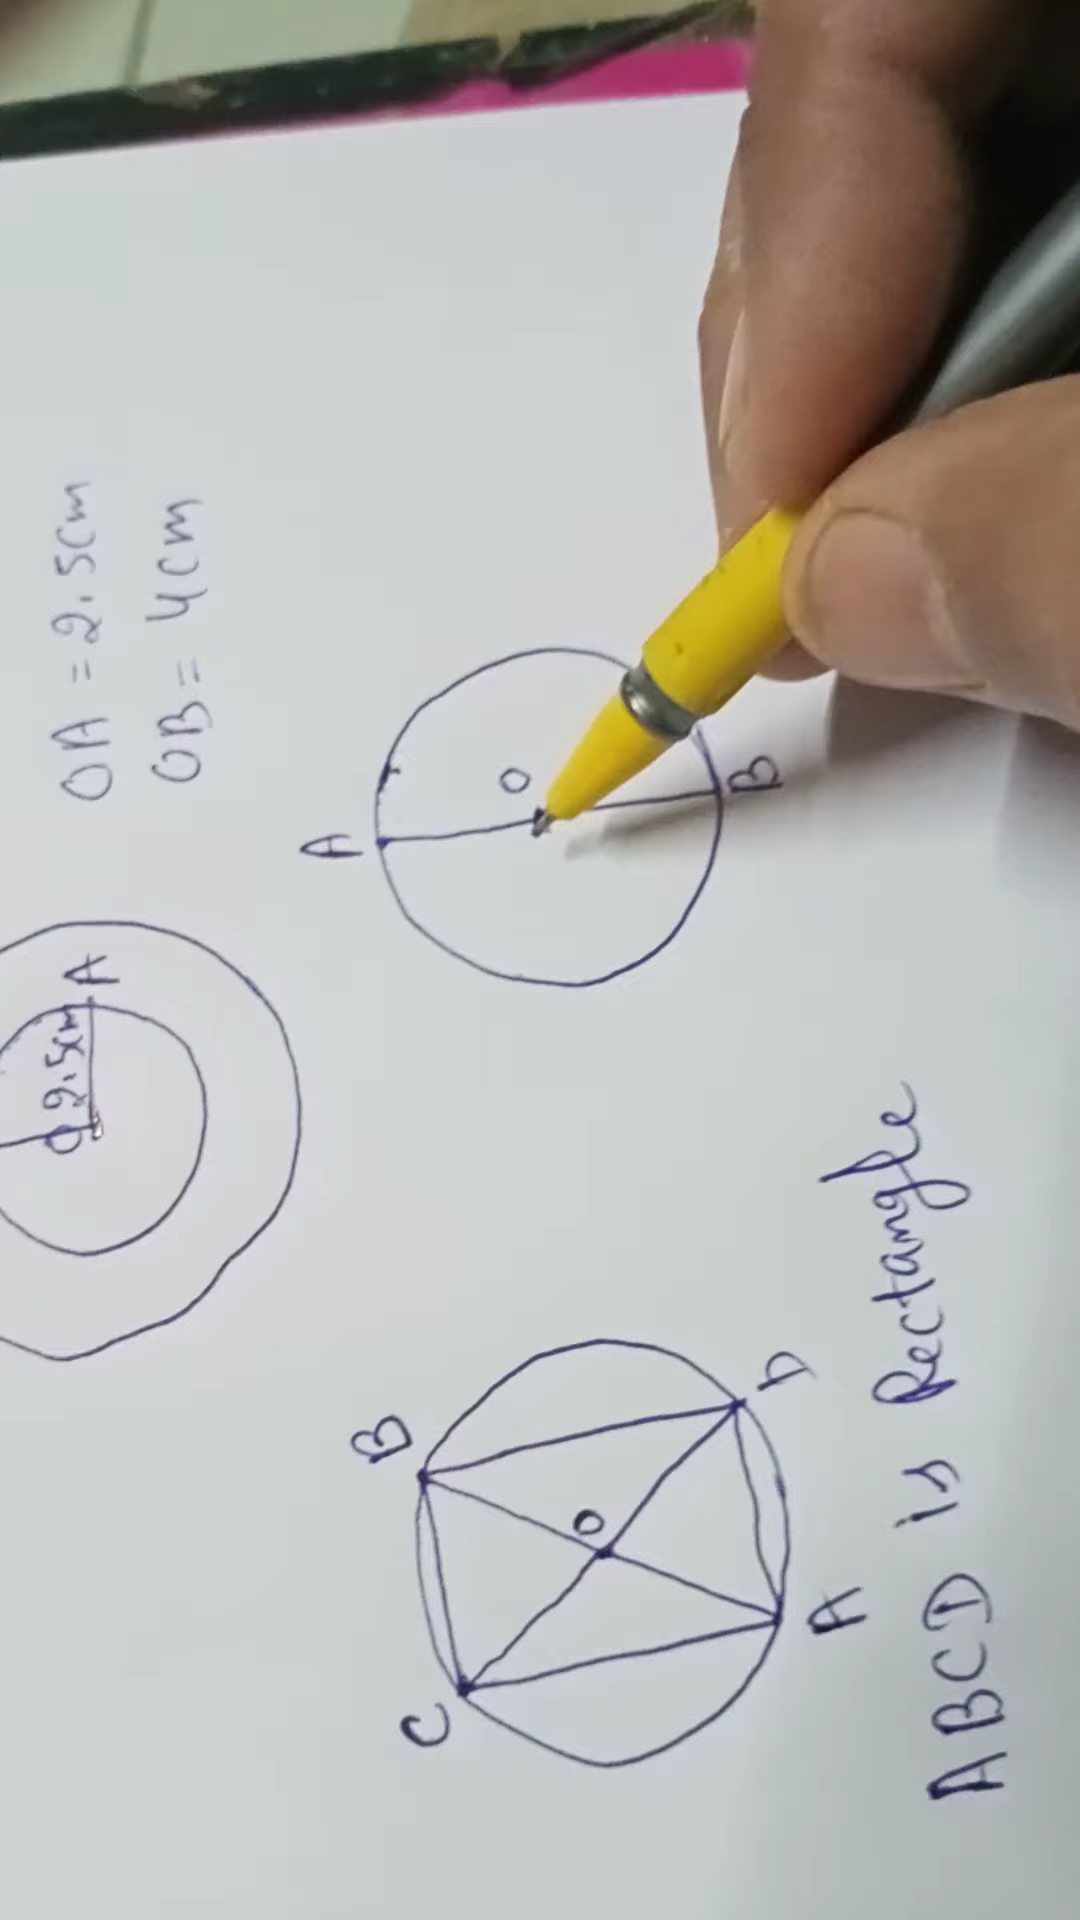 O 2.5cm A
OA = 2.5cm
OB = 4cm
B
C O D
A
ABCD is Rectangle
A
O
B